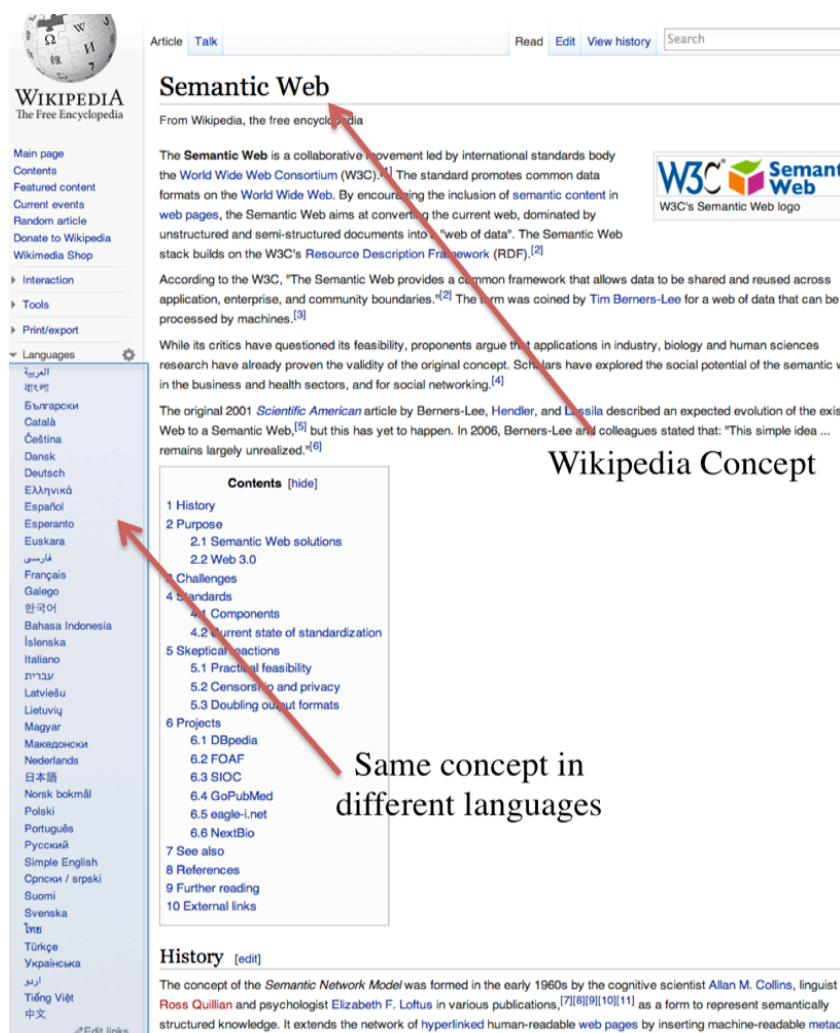 WIKIPEDIA
The Free Encyclopedia
Main page
Contents
Featured content
Current events
Random article
Donate to Wikipedia
Wikimedia Shop
Interaction
Tools
Print/export
Languages
العربية
বাংলা
Български
Català
Čeština
Dansk
Deutsch
Ελληνικά
Español
Esperanto
Euskara
فارسی
Français
Galego
한국어
Bahasa Indonesia
Íslenska
Italiano
עברית
Latviešu
Lietuvių
Magyar
Македонски
Nederlands
日本語
Norsk bokmål
Polski
Português
Русский
Simple English
Српски / srpski
Suomi
Svenska
ไทย
Türkçe
Українська
اردو
Tiếng Việt
中文
Edit links
Article Talk Read Edit View history Search
Semantic Web
From Wikipedia, the free encyclopedia
The Semantic Web is a collaborative movement led by international standards body
the World Wide Web Consortium (W3C).[1] The standard promotes common data
formats on the World Wide Web. By encouraging the inclusion of semantic content in
web pages, the Semantic Web aims at converting the current web, dominated by
unstructured and semi-structured documents into a "web of data". The Semantic Web
stack builds on the W3C's Resource Description Framework (RDF).[2]
W3C Semant
Web
W3C's Semantic Web logo
According to the W3C, "The Semantic Web provides a common framework that allows data to be shared and reused across
application, enterprise, and community boundaries."[2] The term was coined by Tim Berners-Lee for a web of data that can be
processed by machines.[3]
While its critics have questioned its feasibility, proponents argue that applications in industry, biology and human sciences
research have already proven the validity of the original concept. Scholars have explored the social potential of the semantic w
in the business and health sectors, and for social networking.[4]
The original 2001 Scientific American article by Berners-Lee, Hendler, and Lassila described an expected evolution of the exis
Web to a Semantic Web,[5] but this has yet to happen. In 2006, Berners-Lee and colleagues stated that: "This simple idea ...
remains largely unrealized."[6]
Wikipedia Concept
Contents [hide]
1 History
2 Purpose
2.1 Semantic Web solutions
2.2 Web 3.0
3 Challenges
4 Standards
4.1 Components
4.2 Current state of standardization
5 Skeptical reactions
5.1 Practical feasibility
5.2 Censorship and privacy
5.3 Doubling output formats
6 Projects
6.1 DBpedia
6.2 FOAF
6.3 SIOC
6.4 GoPubMed
6.5 eagle-i.net
6.6 NextBio
7 See also
8 References
9 Further reading
10 External links
Same concept in
different languages
History [edit]
The concept of the Semantic Network Model was formed in the early 1960s by the cognitive scientist Allan M. Collins, linguist
Ross Quillian and psychologist Elizabeth F. Loftus in various publications,[7][8][9][10][11] as a form to represent semantically
structured knowledge. It extends the network of hyperlinked human-readable web pages by inserting machine-readable meta